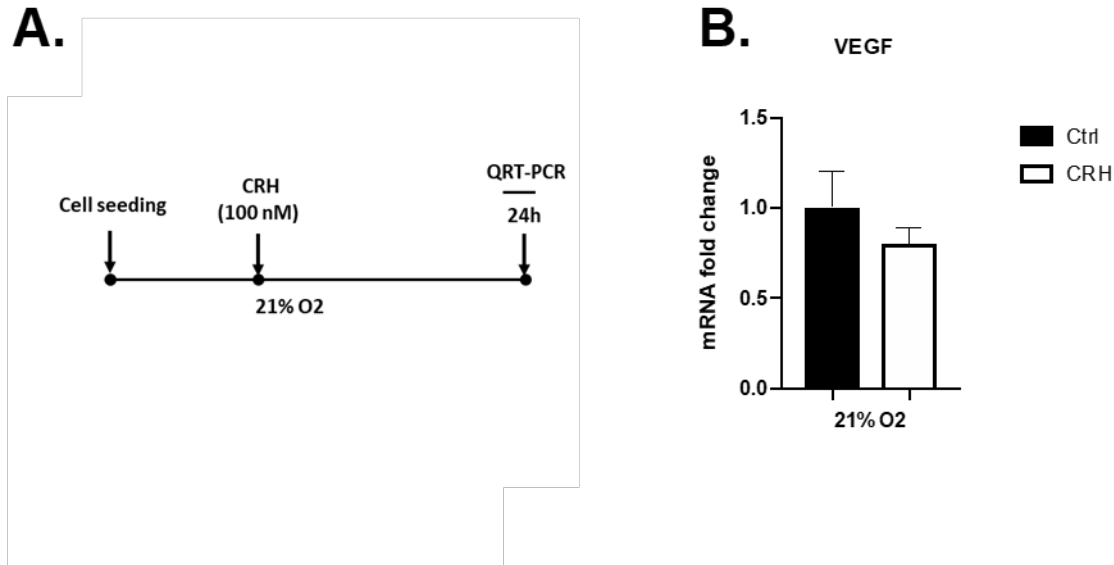 A.
Cell seeding
CRH
(100 nM)
QRT-PCR
24h
21% O2
B.
VEGF
mRNA fold change
1.5
1.0
0.5
0.0
21% O2
Ctrl
CRH